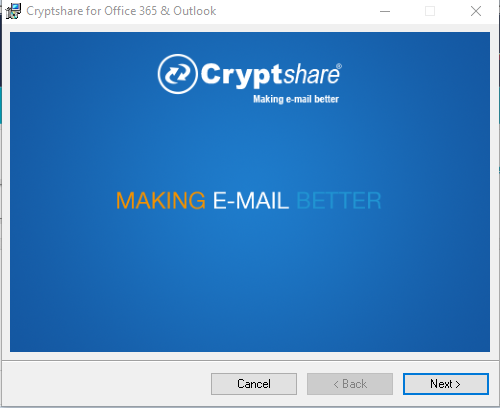 Cryptshare for Office 365 & Outlook
Cryptshare®
Making e-mail better
MAKING E-MAIL BETTER
Cancel
< Back
Next >